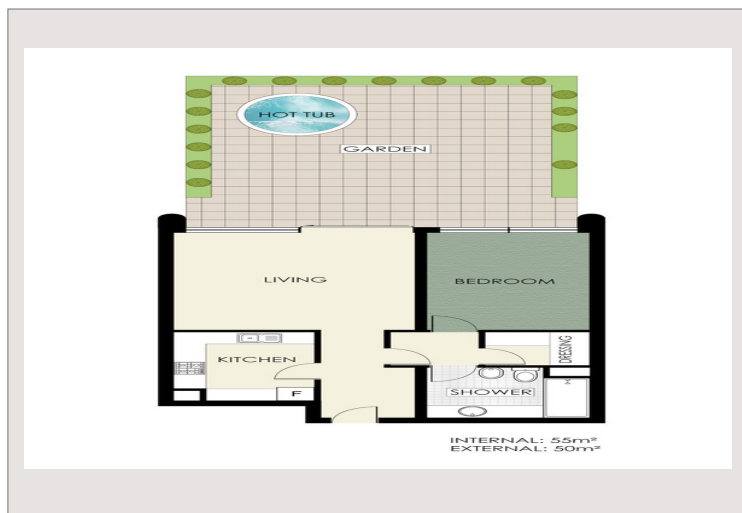 HOT TUB
GARDEN
LIVING
BEDROOM
KITCHEN
DRESSING
F
SHOWER
INTERNAL: 55m²
EXTERNAL: 50m²